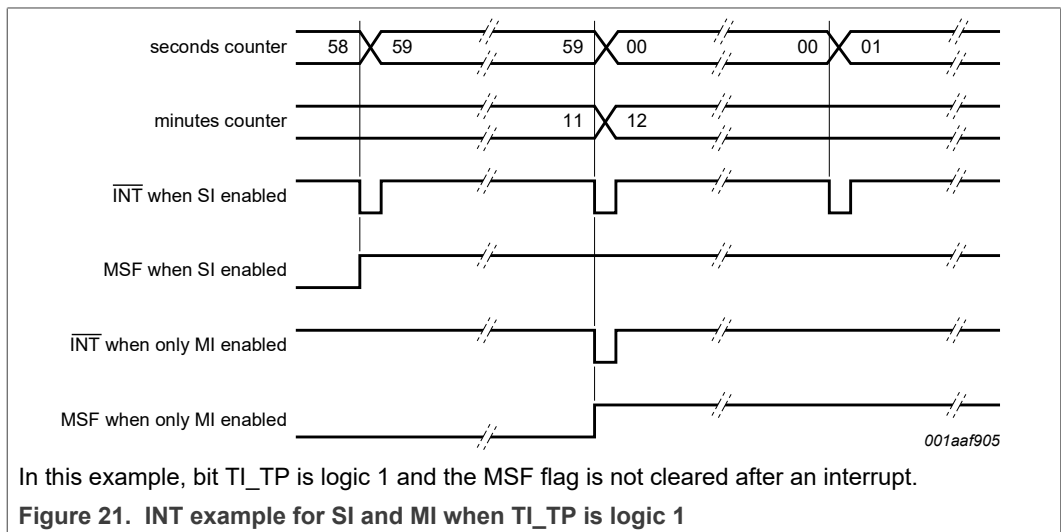 seconds counter 58 59 59 00 00 01
minutes counter 11 12
INT when SI enabled
MSF when SI enabled
INT when only MI enabled
MSF when only MI enabled
001aaf905
In this example, bit TI_TP is logic 1 and the MSF flag is not cleared after an interrupt.
Figure 21. INT example for SI and MI when TI_TP is logic 1